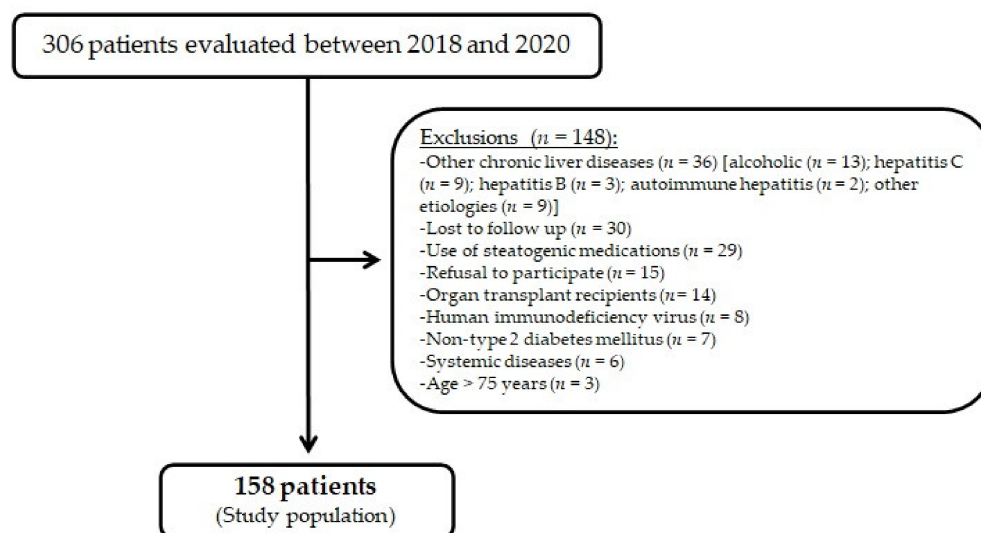 306 patients evaluated between 2018 and 2020
Exclusions (n = 148):
-Other chronic liver diseases (n = 36) [alcoholic (n = 13); hepatitis C
(n = 9); hepatitis B (n = 3); autoimmune hepatitis (n = 2); other
etiologies (n = 9)]
-Lost to follow up (n = 30)
-Use of steatogenic medications (n = 29)
-Refusal to participate (n = 15)
-Organ transplant recipients (n= 14)
-Human immunodeficiency virus (n = 8)
-Non-type 2 diabetes mellitus (n = 7)
-Systemic diseases (n = 6)
-Age > 75 years (n = 3)
158 patients
(Study population)